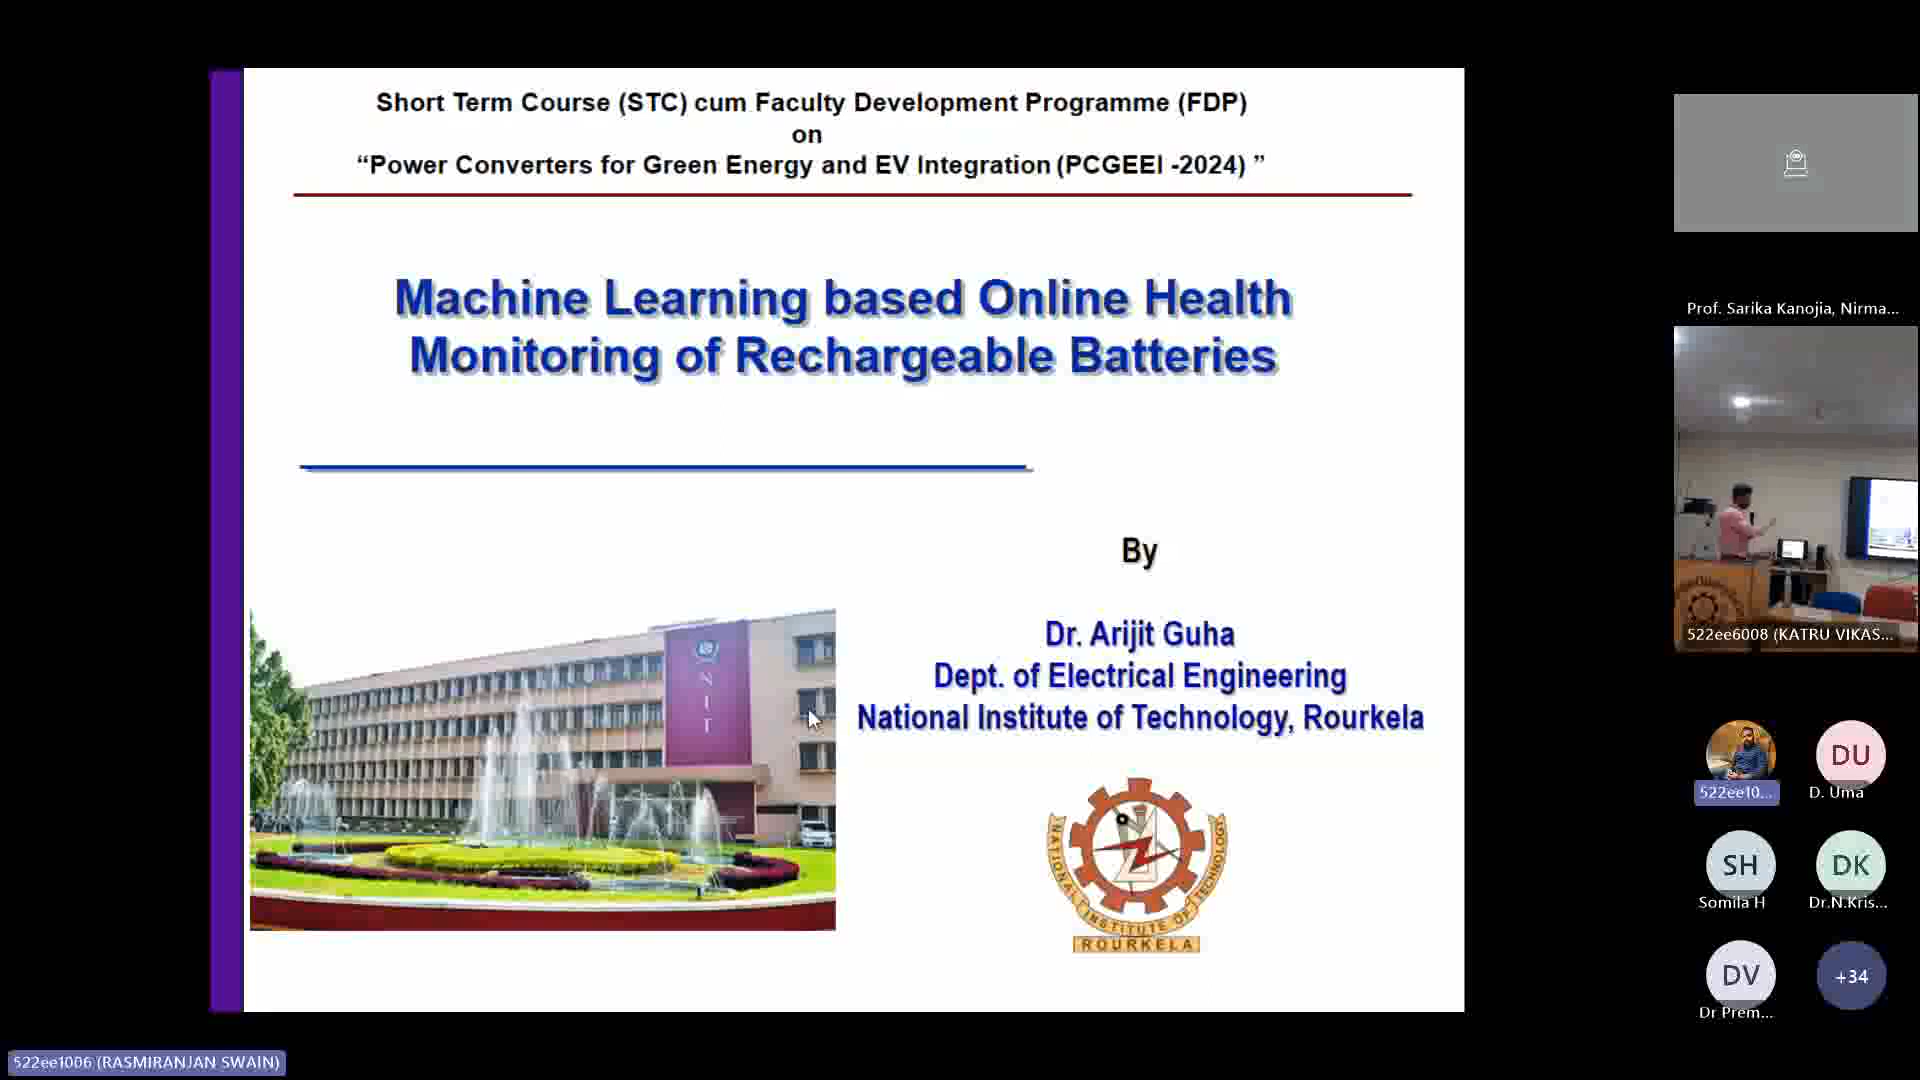 Short Term Course (STC) cum Faculty Development Programme (FDP)
on
“Power Converters for Green Energy and EV Integration (PCGEEI -2024) ”
Machine Learning based Online Health
Monitoring of Rechargeable Batteries
By
Dr. Arijit Guha
Dept. of Electrical Engineering
National Institute of Technology, Rourkela
NIT
NATIONAL INSTITUTE OF TECHNOLOGY
ROURKELA
Prof. Sarika Kanojia, Nirma...
522ee6008 (KATRU VIKAS...
522ee10...
DU
D. Uma
SH
Somila H
DK
Dr.N.Kris...
DV
Dr Prem...
+34
522ee1006 (RASMIRANJAN SWAIN)